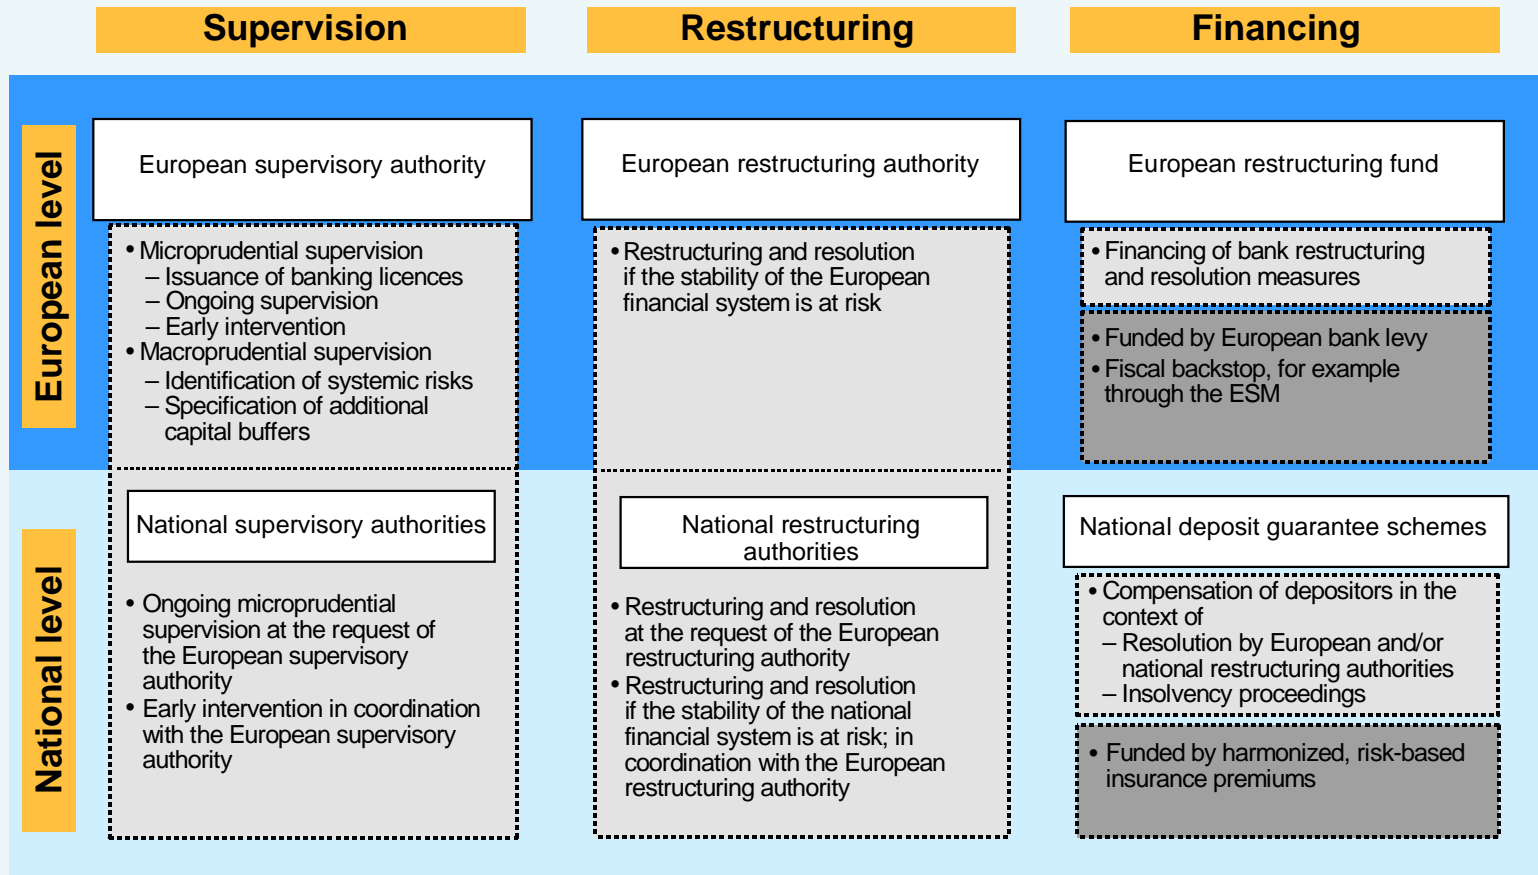 Supervision
Restructuring
Financing
European level
European supervisory authority
• Microprudential supervision
– Issuance of banking licences
– Ongoing supervision
– Early intervention
• Macroprudential supervision
– Identification of systemic risks
– Specification of additional
capital buffers
European restructuring authority
• Restructuring and resolution
if the stability of the European
financial system is at risk
European restructuring fund
• Financing of bank restructuring
and resolution measures
• Funded by European bank levy
• Fiscal backstop, for example
through the ESM
National level
National supervisory authorities
• Ongoing microprudential
supervision at the request of
the European supervisory
authority
• Early intervention in coordination
with the European supervisory
authority
National restructuring
authorities
• Restructuring and resolution
at the request of the European
restructuring authority
• Restructuring and resolution
if the stability of the national
financial system is at risk; in
coordination with the European
restructuring authority
National deposit guarantee schemes
• Compensation of depositors in the
context of
– Resolution by European and/or
national restructuring authorities
– Insolvency proceedings
• Funded by harmonized, risk-based
insurance premiums